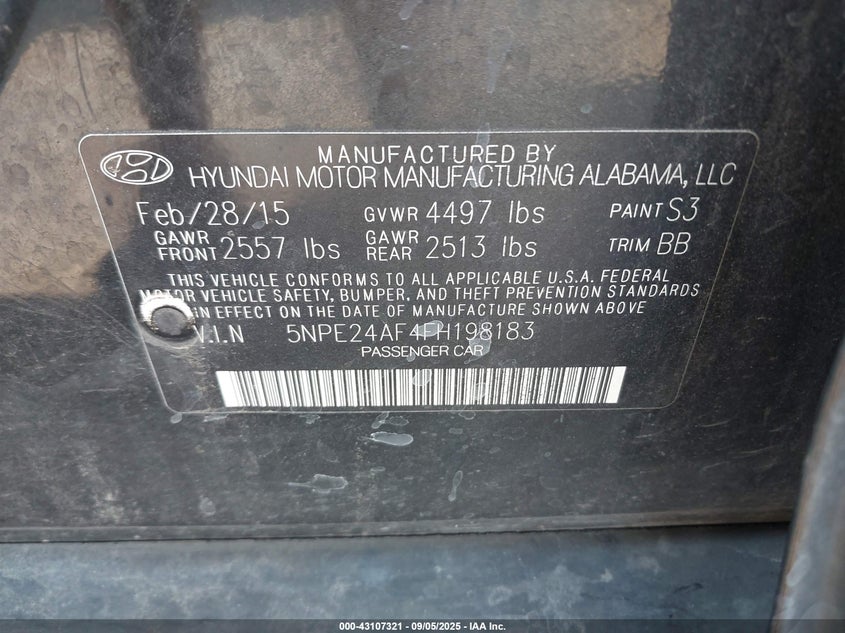 MANUFACTURED BY
HYUNDAI MOTOR MANUFACTURING ALABAMA, LLC
Feb/28/15 GVWR 4497 lbs PAINT S3
GAWR FRONT 2557 lbs GAWR REAR 2513 lbs TRIM BB
THIS VEHICLE CONFORMS TO ALL APPLICABLE U.S.A. FEDERAL
MOTOR VEHICLE SAFETY, BUMPER, AND THEFT PREVENTION STANDARDS
IN EFFECT ON THE DATE OF MANUFACTURE SHOWN ABOVE
V.I.N 5NPE24AF4FH198183
PASSENGER CAR
000-43107321 - 09/05/2025 - IAA Inc.